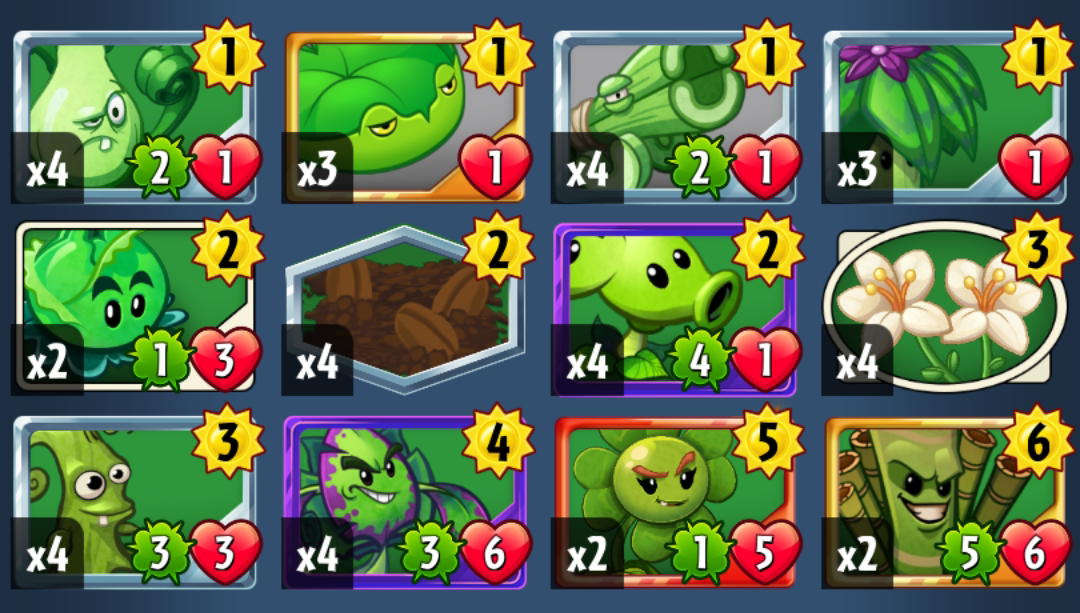 1 1 1 1
x4 2 1 x3 1 x4 2 1 x3 1
2 2 2 3
x2 1 3 x4 x4 4 1 x4
3 4 5 6
x4 3 3 x4 3 6 x2 1 5 x2 5 6